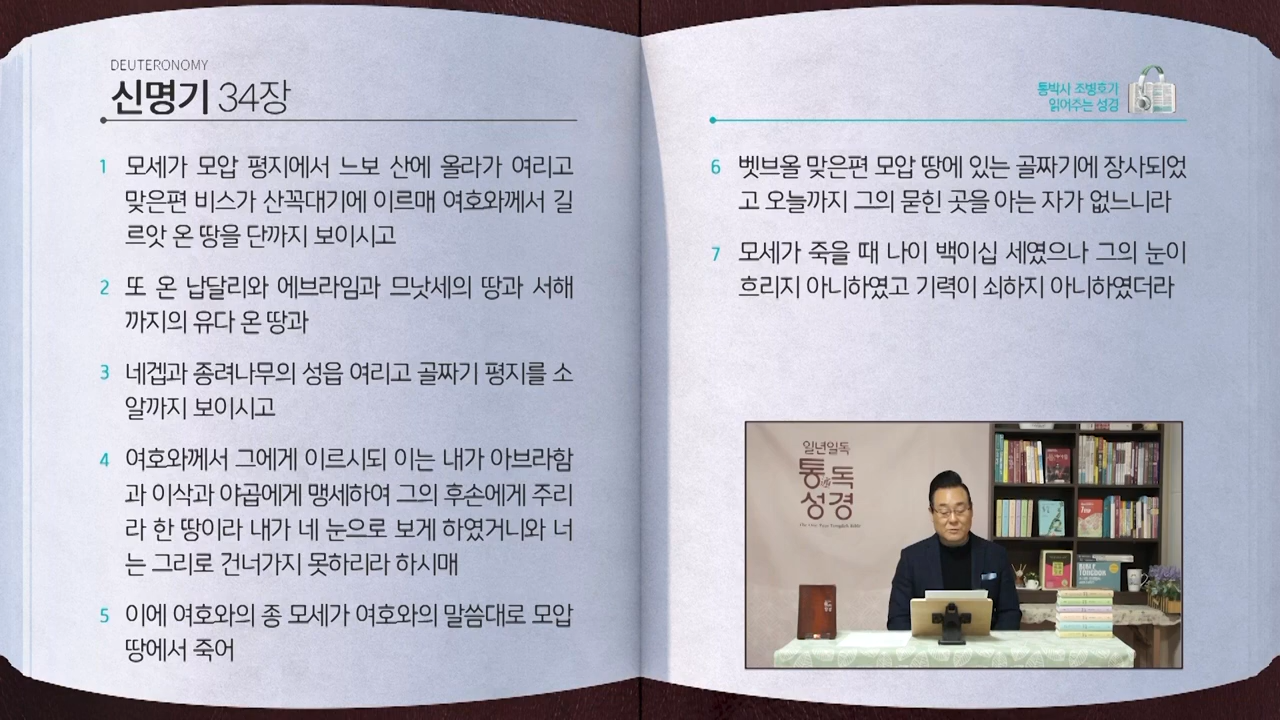 DEUTERONOMY
신명기 34장
1 모세가 모압 평지에서 느보 산에 올라가 여리고
맞은편 비스가 산꼭대기에 이르매 여호와께서 길
르앗 온 땅을 단까지 보이시고
2 또 온 납달리와 에브라임과 므낫세의 땅과 서해
까지의 유다 온 땅과
3 네겝과 종려나무의 성읍 여리고 골짜기 평지를 소
알까지 보이시고
4 여호와께서 그에게 이르시되 이는 내가 아브라함
과 이삭과 야곱에게 맹세하여 그의 후손에게 주리
라 한 땅이라 내가 네 눈으로 보게 하였거니와 너
는 그리로 건너가지 못하리라 하시매
5 이에 여호와의 종 모세가 여호와의 말씀대로 모압
땅에서 죽어
통박사 조병호가
읽어주는 성경
6 벳브올 맞은편 모압 땅에 있는 골짜기에 장사되었
고 오늘까지 그의 묻힌 곳을 아는 자가 없느니라
7 모세가 죽을 때 나이 백이십 세였으나 그의 눈이
흐리지 아니하였고 기력이 쇠하지 아니하였더라
일년일독
통독
성경
BIBLE
TONGDOK